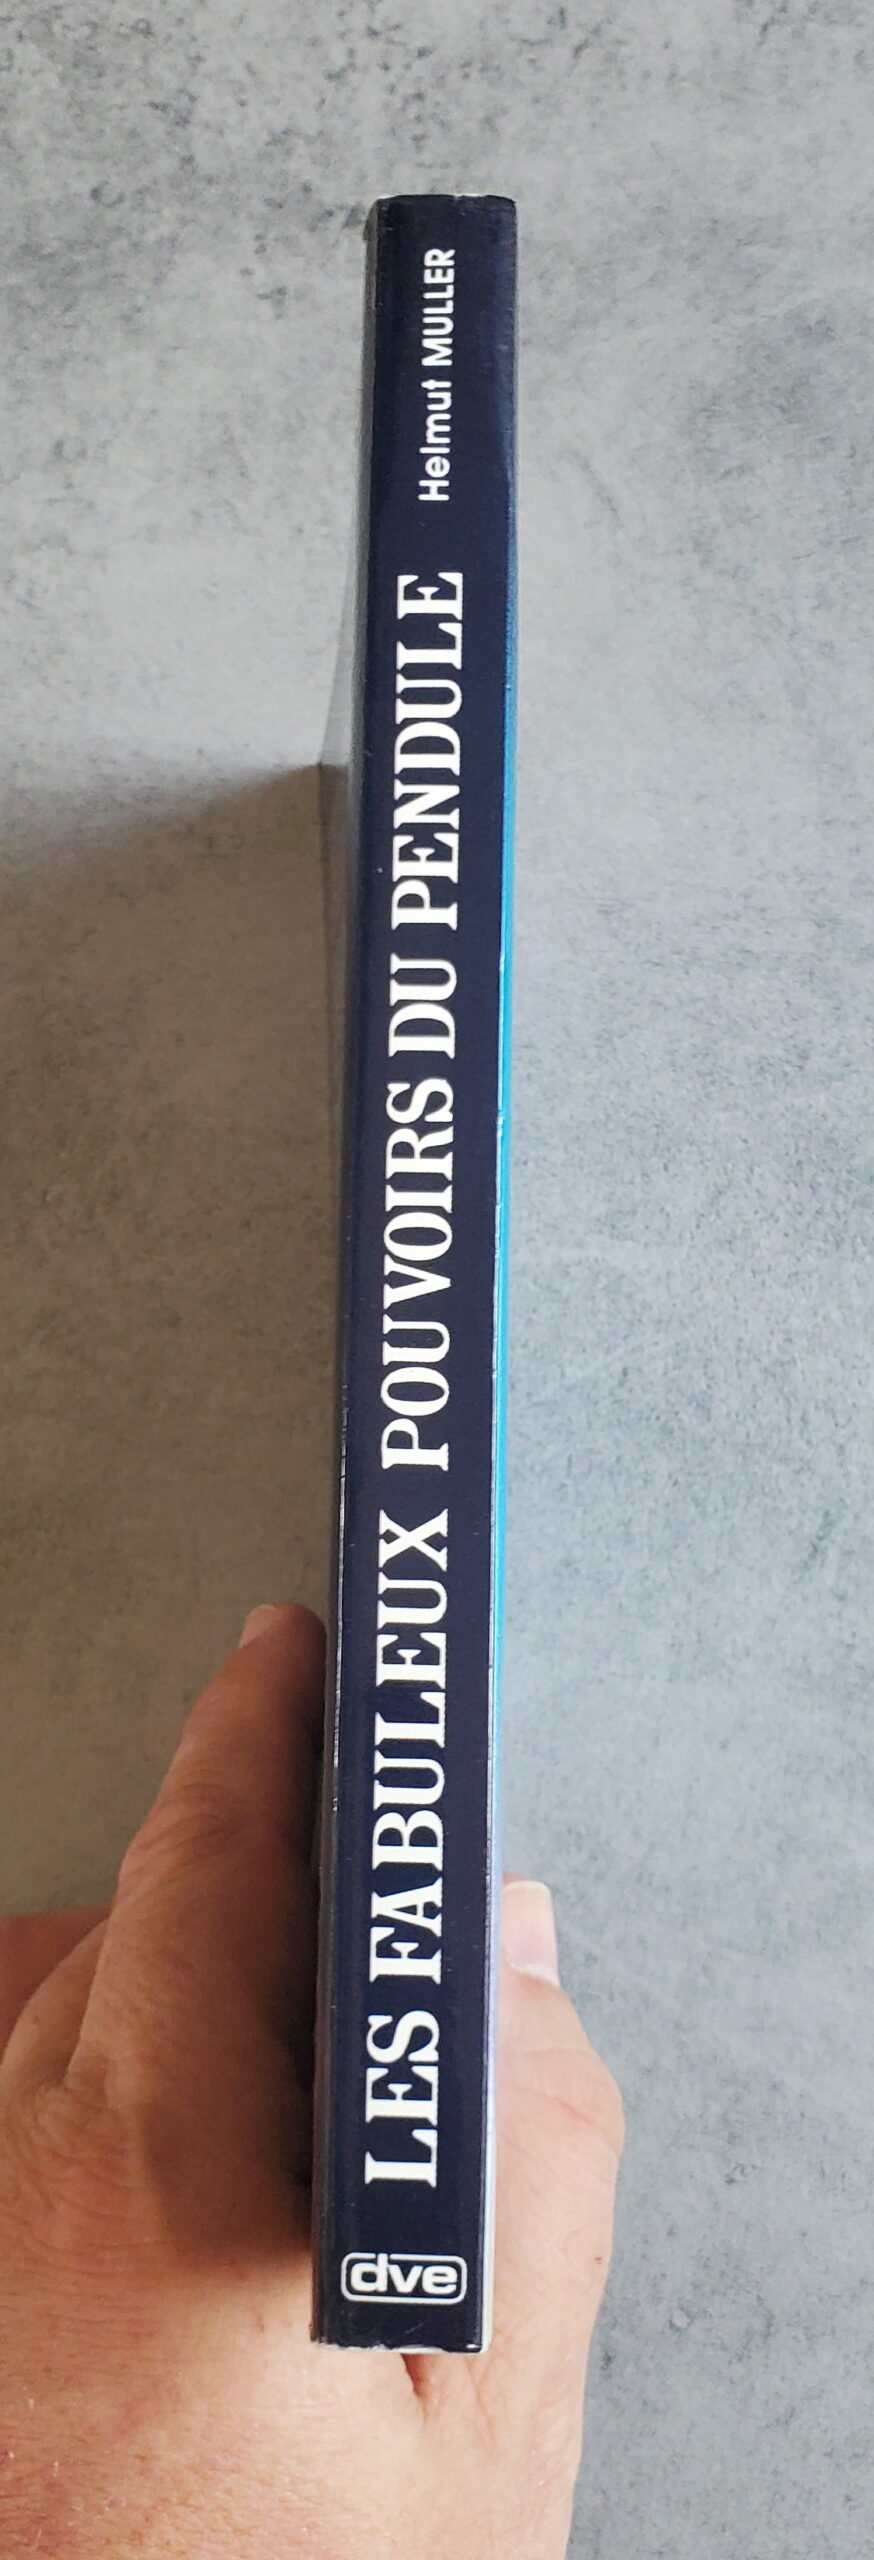 Helmut MULLER
LES FABULEUX POUVOIRS DU PENDULE
dve